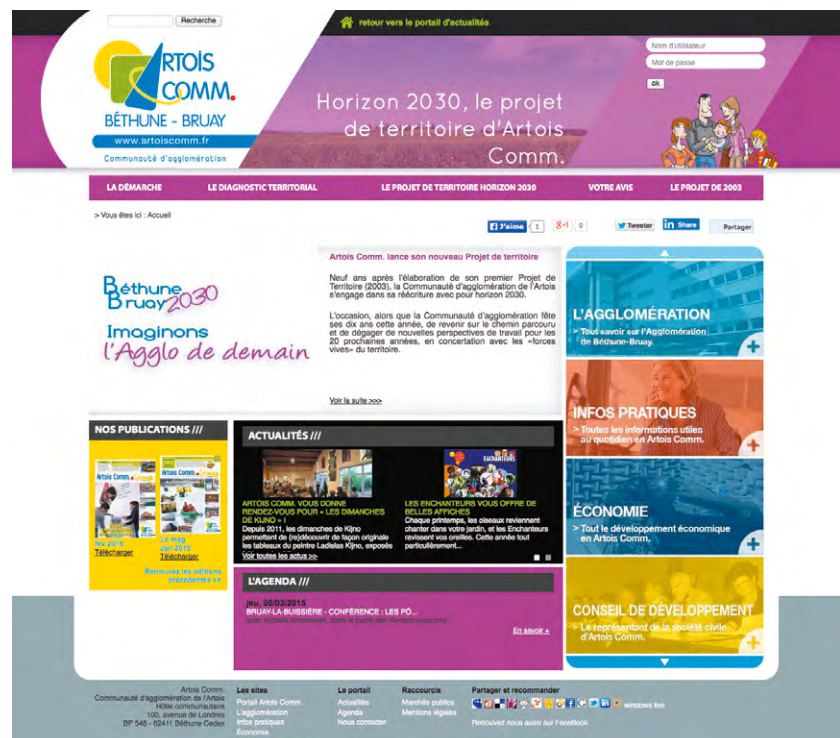 Recherche
retour vers le portail d'actualités
Nom d'utilisateur
Mot de passe
OK
ARTOIS
COMM.
BÉTHUNE - BRUAY
www.artoiscomm.fr
Communauté d'agglomération
Horizon 2030, le projet
de territoire d'Artois
Comm.
LA DÉMARCHE LE DIAGNOSTIC TERRITORIAL LE PROJET DE TERRITOIRE HORIZON 2030 VOTRE AVIS LE PROJET DE 2003
> Vous êtes ici : Accueil
J'aime 1 g+1 0 Tweeter in Share Partager
Béthune
Bruay2030
Imaginons
l'Agglo de demain
Artois Comm. lance son nouveau Projet de territoire
Neuf ans après l'élaboration de son premier Projet de
Territoire (2003), la Communauté d'agglomération de l'Artois
s'engage dans sa réécriture avec pour horizon 2030.
L'occasion, alors que la Communauté d'agglomération fête
ses dix ans cette année, de revenir sur le chemin parcouru
et de dégager de nouvelles perspectives de travail pour les
20 prochaines années, en concertation avec les «forces
vives» du territoire.
Voir la suite >>>
L'AGGLOMÉRATION
> Tout savoir sur l'Agglomération
de Béthune-Bruay.
INFOS PRATIQUES
> Toutes les informations utiles
au quotidien en Artois Comm.
ÉCONOMIE
> Tout le développement économique
en Artois Comm.
CONSEIL DE DÉVELOPPEMENT
> Le représentant de la société civile
d'Artois Comm.
NOS PUBLICATIONS ///
Artois Comm.
Artois Comm.
fev 2015
Télécharger
Le mag
Jan 2015
Télécharger
Retrouvez les éditions
précédentes >>
ACTUALITÉS ///
ENCHANTEURS
ARTOIS COMM. VOUS DONNE
RENDEZ-VOUS POUR « LES DIMANCHES
DE KIJNO » !
Depuis 2011, les dimanches de Kijno
permettent de (re)découvrir de façon originale
les tableaux du peintre Ladislas Kijno, exposés
Voir toutes les actus >>
LES ENCHANTEURS VOUS OFFRE DE
BELLES AFFICHES
Chaque printemps, les oiseaux reviennent
chanter dans votre jardin, et les Enchanteurs
ravissent vos oreilles. Cette année tout
particulièrement...
L'AGENDA ///
jeu. 05/03/2015
BRUAY-LA-BUISSIÈRE - CONFÉRENCE : LES PÔ...
En savoir +
Artois Comm.
Communauté d'agglomération de l'Artois
Hôtel communautaire
100, avenue de Londres
BP 548 - 62411 Béthune Cedex
Les sites
Portail Artois Comm.
L'agglomération
Infos pratiques
Économie
Le portail
Actualités
Agenda
Nous contacter
Raccourcis
Marchés publics
Mentions légales
Partager et recommander
windows live
Retrouvez nous aussi sur FaceBook